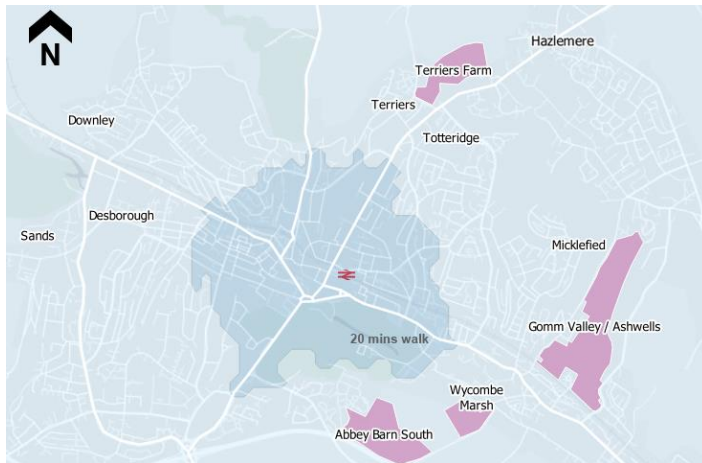 N
Hazlemere
Terriers Farm
Terriers
Downley
Totteridge
Desborough
Sands
Micklefied
Gomm Valley / Ashwells
20 mins walk
Wycombe
Marsh
Abbey Barn South